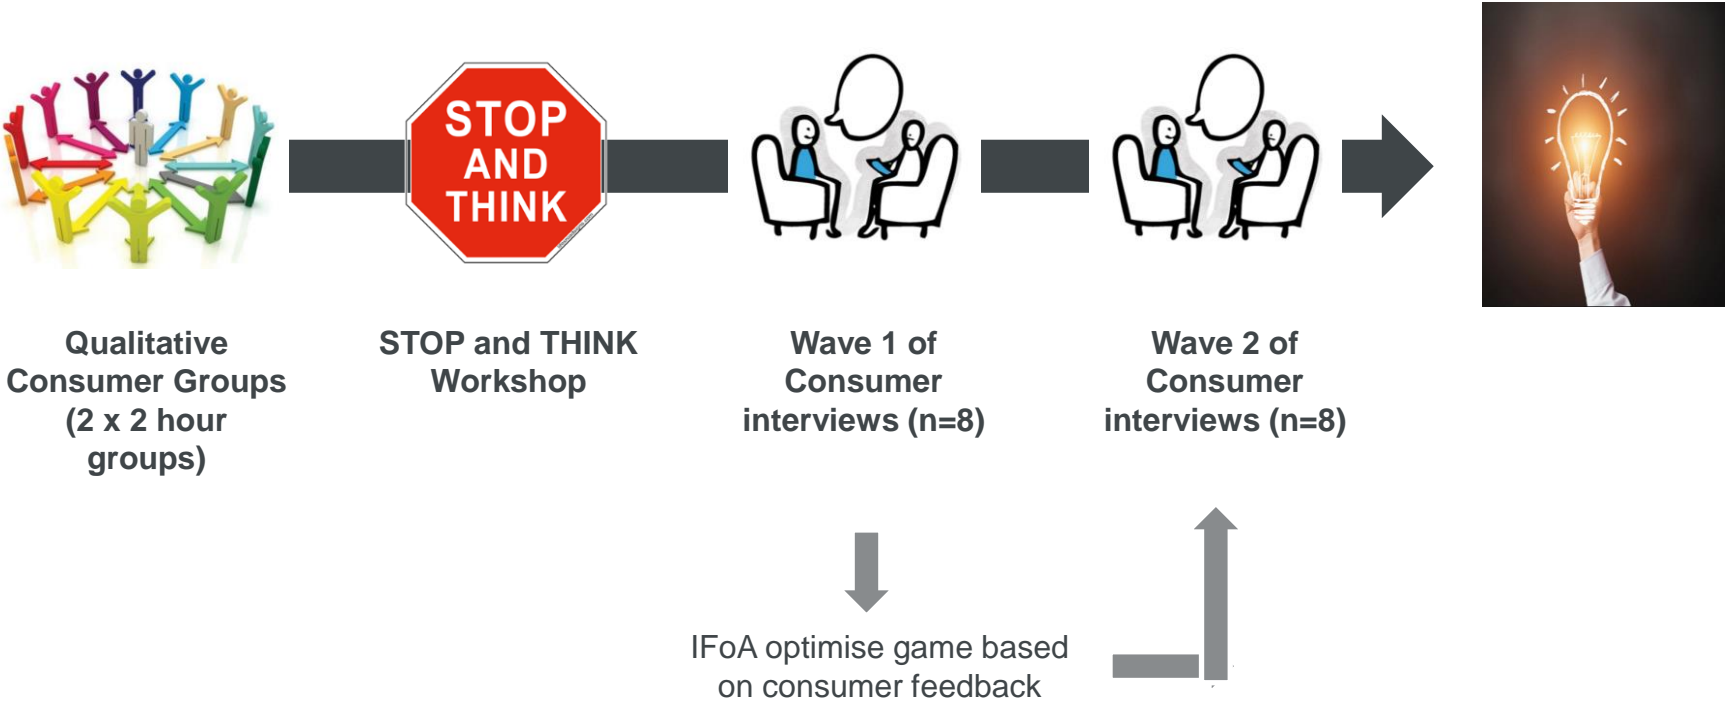 STOP
AND
THINK
Qualitative
Consumer Groups
(2 x 2 hour
groups)
STOP and THINK
Workshop
Wave 1 of
Consumer
interviews (n=8)
Wave 2 of
Consumer
interviews (n=8)
IFoA optimise game based
on consumer feedback